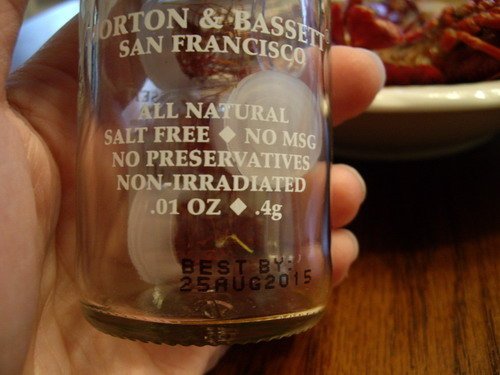 ORTON & BASSETT
SAN FRANCISCO
ALL NATURAL
SALT FREE ◆ NO MSG
NO PRESERVATIVES
NON-IRRADIATED
.01 OZ ◆ .4g
BEST BY:
25AUG2015